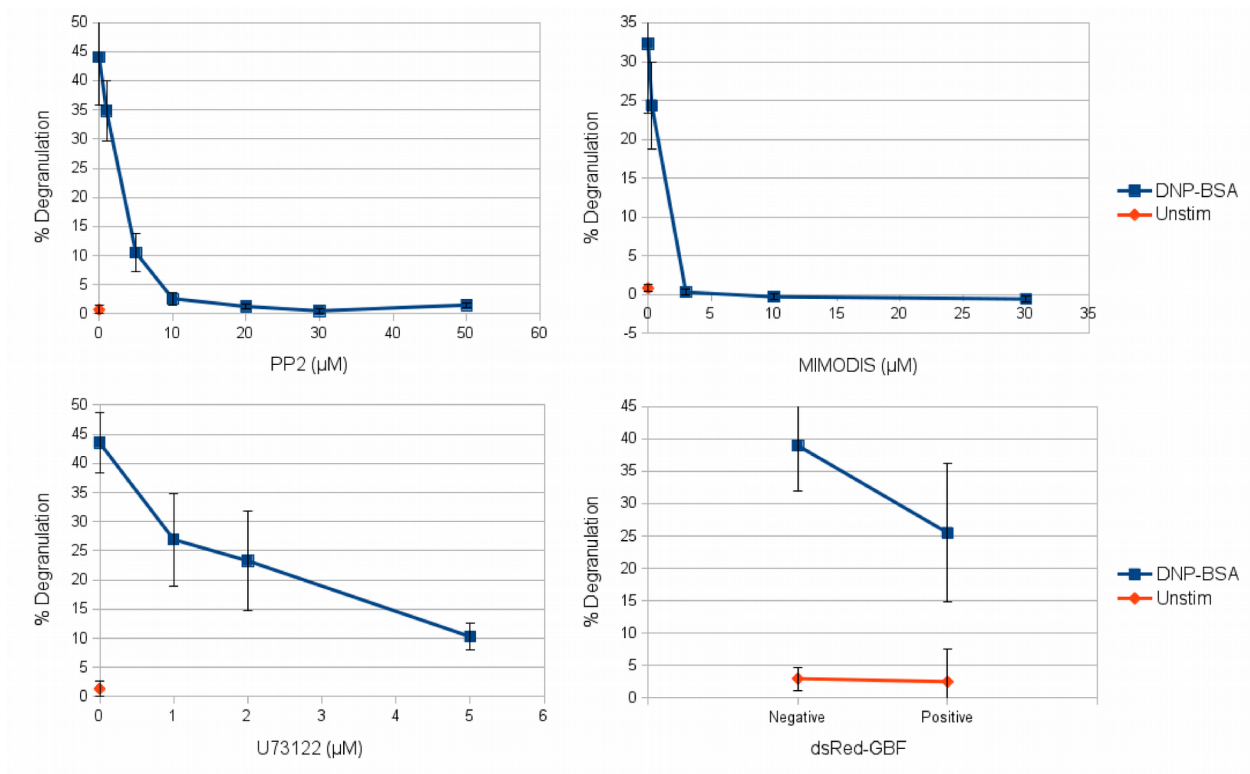 50
45
40
35
30
25
20
15
10
5
0
% Degranulation
0 10 20 30 40 50 60
PP2 (µM)
35
30
25
20
15
10
5
0
-5
% Degranulation
0 5 10 15 20 25 30 35
MIMODIS (µM)
DNP-BSA
Unstim
50
45
40
35
30
25
20
15
10
5
0
% Degranulation
0 1 2 3 4 5 6
U73122 (µM)
45
40
35
30
25
20
15
10
5
0
% Degranulation
Negative Positive
dsRed-GBF
DNP-BSA
Unstim